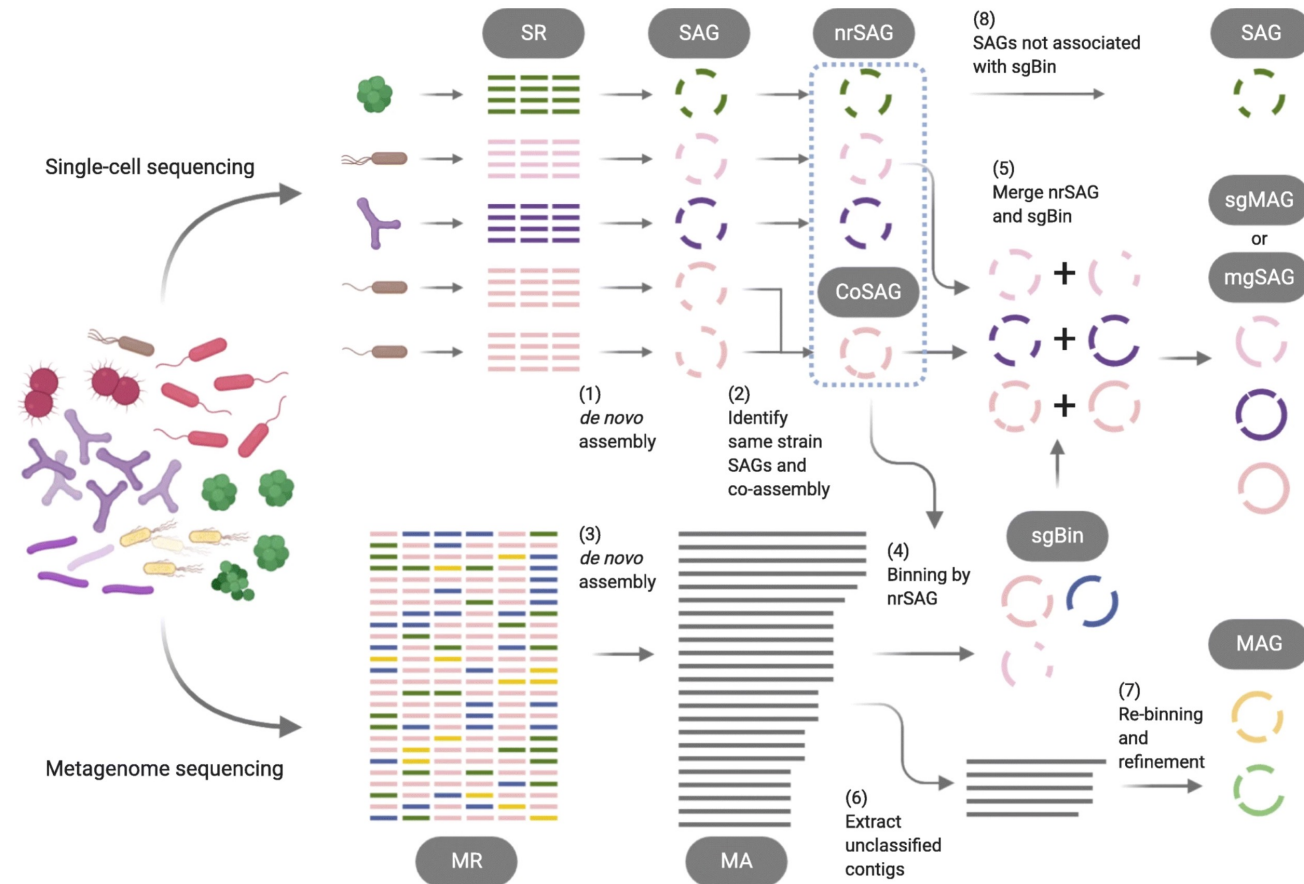 SR
SAG
nrSAG
(8)
SAGs not associated
with sgBin
SAG
Single-cell sequencing
(5)
Merge nrSAG
and sgBin
sgMAG
or
mgSAG
CoSAG
+
+
+
(1)
de novo
assembly
(2)
Identify
same strain
SAGs and
co-assembly
(3)
de novo
assembly
(4)
Binning by
nrSAG
sgBin
MAG
(7)
Re-binning
and
refinement
Metagenome sequencing
(6)
Extract
unclassified
contigs
MR
MA